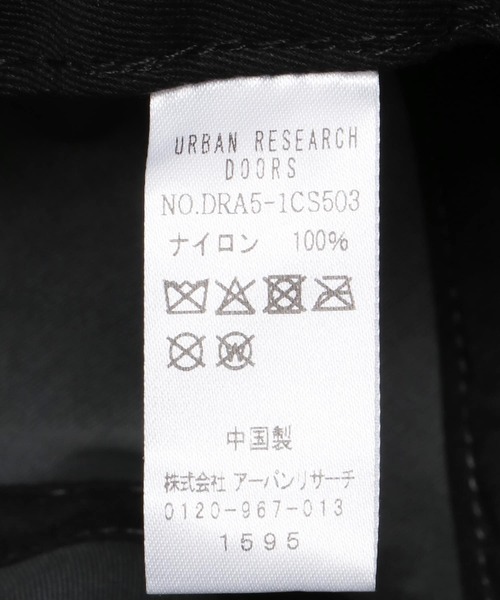 URBAN RESEARCH
DOORS
NO.DRA5-1CS503
ナイロン 100%
W
中国製
株式会社 アーバンリサーチ
0120-967-013
1595